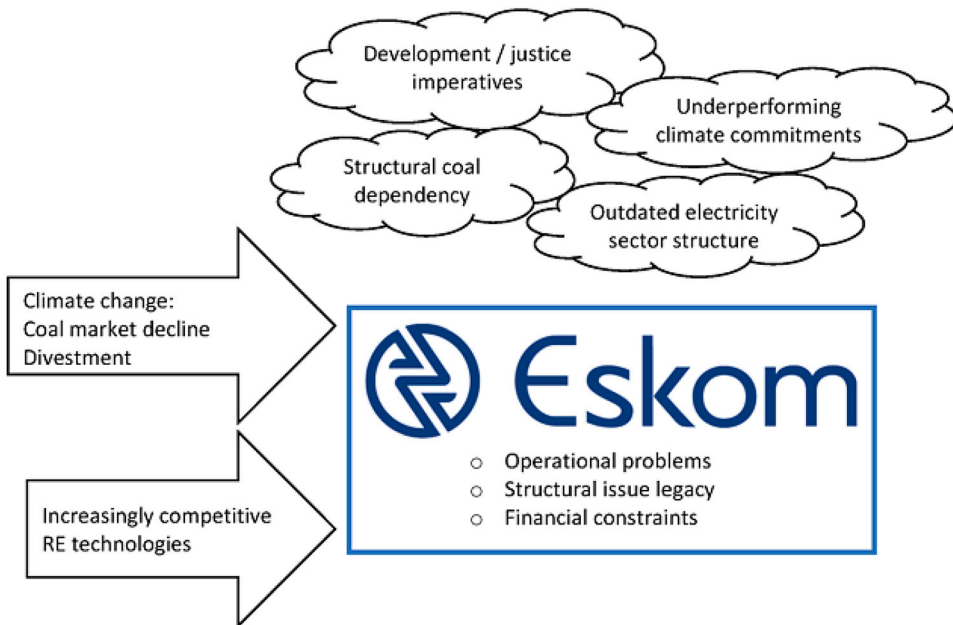 Development / justice
imperatives
Underperforming
climate commitments
Structural coal
dependency
Outdated electricity
sector structure
Climate change:
Coal market decline
Divestment
Eskom
Operational problems
Structural issue legacy
Financial constraints
Increasingly competitive
RE technologies